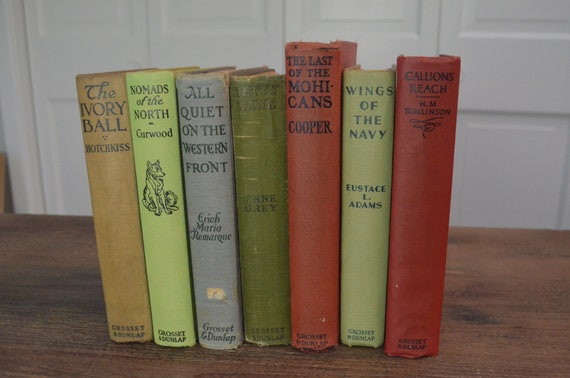 The
IVORY
BALL
HOTCHKISS
GROSSET
& DUNLAP
NOMADS
of the
NORTH
Curwood
GROSSET
& DUNLAP
ALL
QUIET
ON THE
WESTERN
FRONT
Erich
Maria
Remarque
GROSSET
& DUNLAP
BETTY
ZANE
ZANE
GREY
GROSSET
& DUNLAP
THE LAST
OF THE
MOHI-
CANS
COOPER
GROSSET
& DUNLAP
WINGS
OF THE
NAVY
EUSTACE
L.
ADAMS
GROSSET
& DUNLAP
GALLIONS
REACH
H. M.
TOMLINSON
GROSSET
& DUNLAP